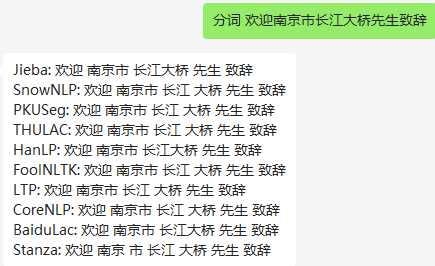 分词 欢迎南京市长江大桥先生致辞
Jieba: 欢迎 南京市 长江大桥 先生 致辞
SnowNLP: 欢迎 南京市 长江 大桥 先生 致辞
PKUSeg: 欢迎 南京市 长江 大桥 先生 致辞
THULAC: 欢迎 南京市 长江 大桥 先生 致辞
HanLP: 欢迎 南京市 长江 大桥 先生 致辞
FoolNLTK: 欢迎 南京市 长江 大桥 先生 致辞
LTP: 欢迎 南京市 长江 大桥 先生 致辞
CoreNLP: 欢迎 南京市 长江 大桥 先生 致辞
BaiduLac: 欢迎 南京市 长江 大桥 先生 致辞
Stanza: 欢迎 南京 市 长江 大桥 先生 致辞